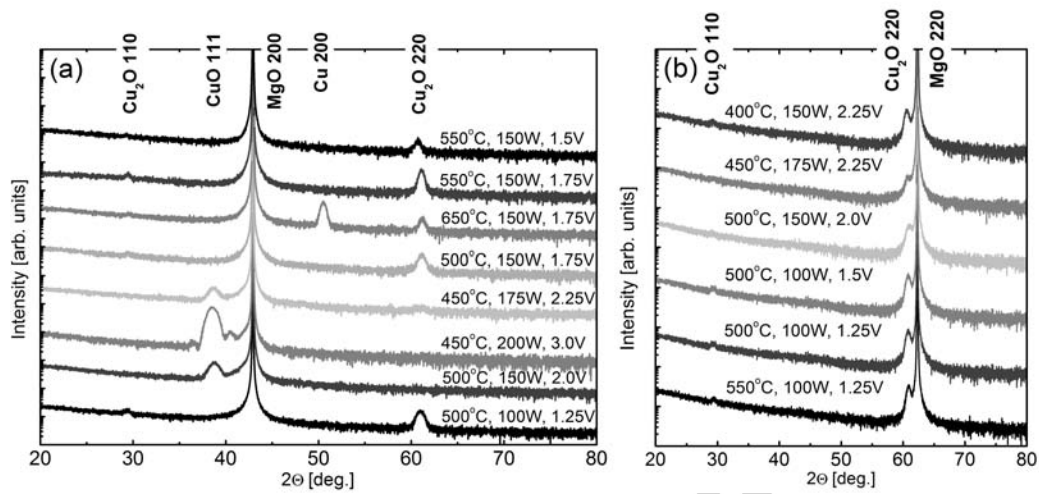 (a)
Cu₂O 110
CuO 111
MgO 200
Cu 200
Cu₂O 220
550°C, 150W, 1.5V
550°C, 150W, 1.75V
650°C, 150W, 1.75V
500°C, 150W, 1.75V
450°C, 175W, 2.25V
450°C, 200W, 3.0V
500°C, 150W, 2.0V
500°C, 100W, 1.25V
Intensity [arb. units]
20 30 40 50 60 70 80
2Θ [deg.]
(b)
Cu₂O 110
Cu₂O 220
MgO 220
400°C, 150W, 2.25V
450°C, 175W, 2.25V
500°C, 150W, 2.0V
500°C, 100W, 1.5V
500°C, 100W, 1.25V
550°C, 100W, 1.25V
Intensity [arb. units]
20 30 40 50 60 70 80
2Θ [deg.]